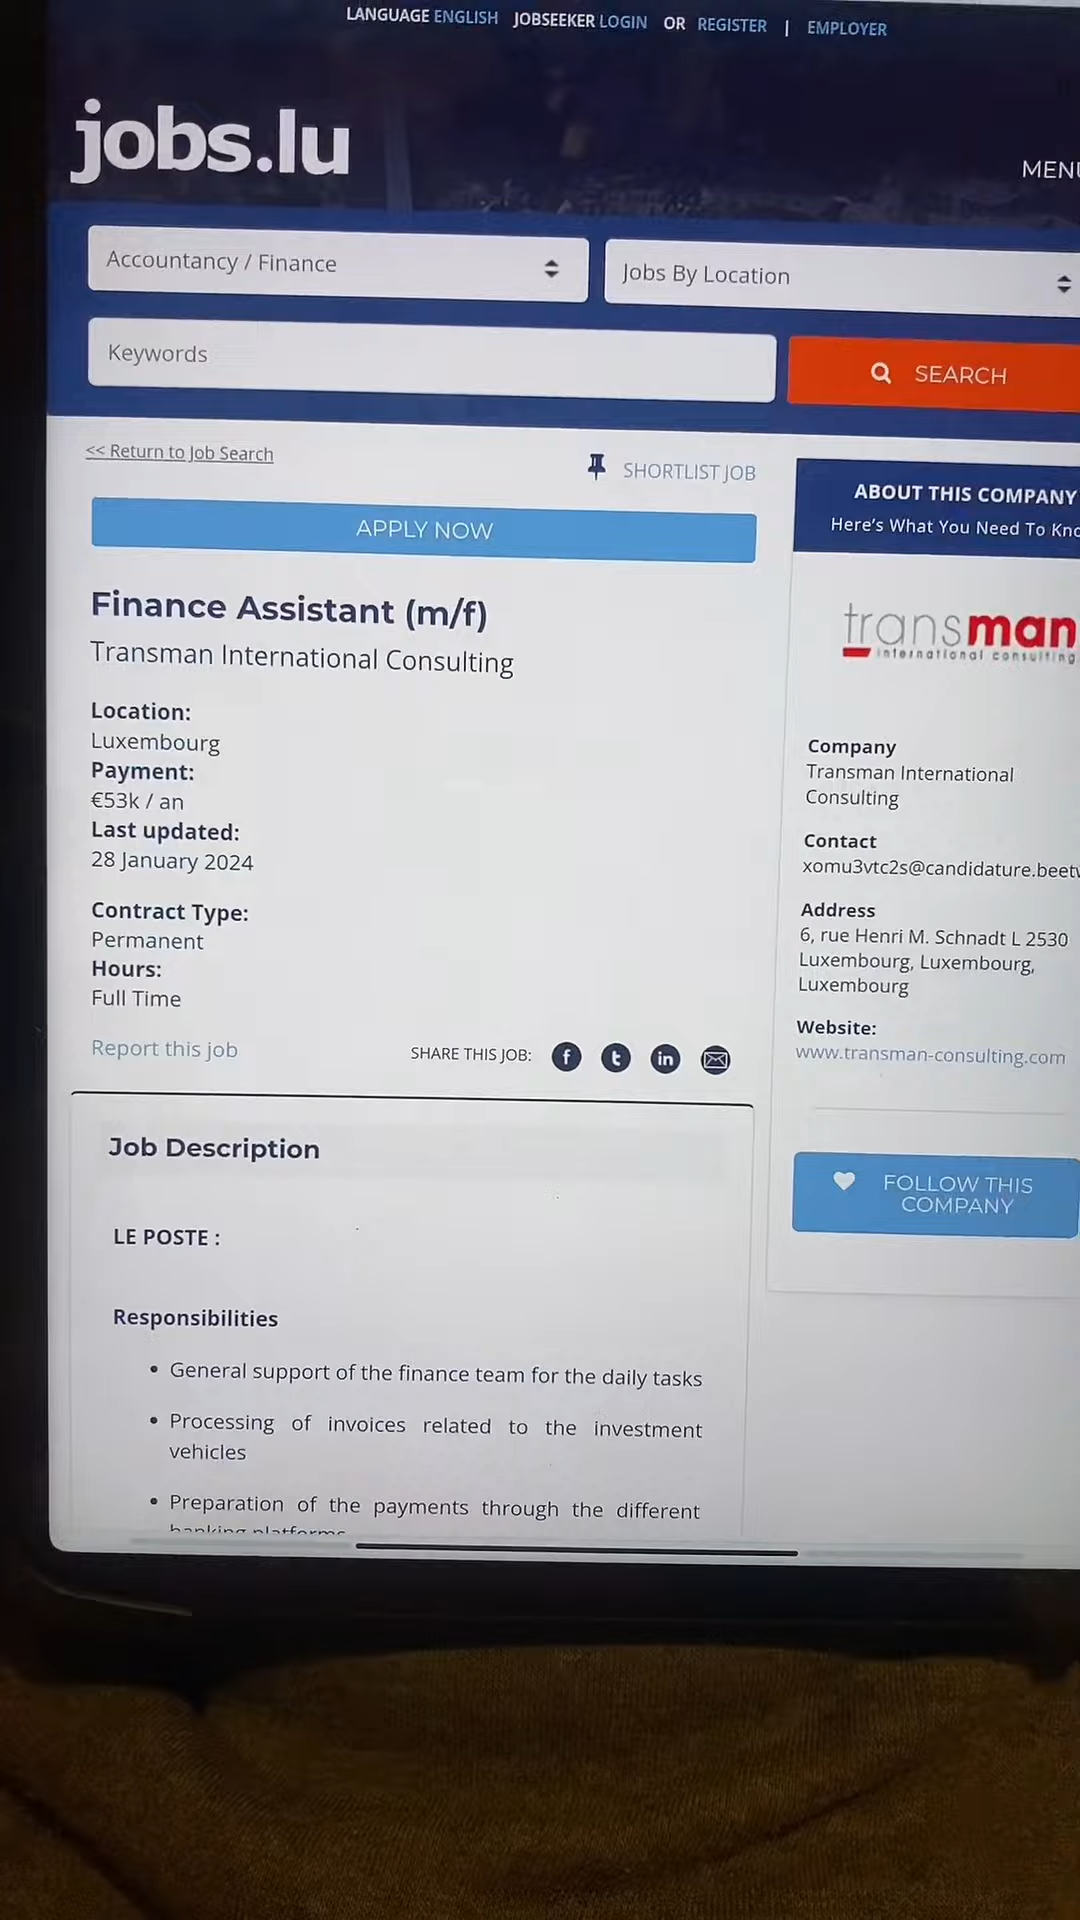 LANGUAGE ENGLISH JOBSEEKER LOGIN OR REGISTER | EMPLOYER
jobs.lu
MENU
Accountancy / Finance
Jobs By Location
Keywords
SEARCH
<< Return to Job Search
SHORTLIST JOB
APPLY NOW
Finance Assistant (m/f)
Transman International Consulting
Location:
Luxembourg
Payment:
€53k / an
Last updated:
28 January 2024
Contract Type:
Permanent
Hours:
Full Time
Report this job
SHARE THIS JOB:
f
t
in
Job Description
LE POSTE :
Responsibilities
• General support of the finance team for the daily tasks
• Processing of invoices related to the investment
vehicles
• Preparation of the payments through the different
banking platforms
ABOUT THIS COMPANY
Here's What You Need To Kno
transman
international consulting
Company
Transman International
Consulting
Contact
xomu3vtc2s@candidature.beetw
Address
6, rue Henri M. Schnadt L 2530
Luxembourg, Luxembourg,
Luxembourg
Website:
www.transman-consulting.com
FOLLOW THIS
COMPANY